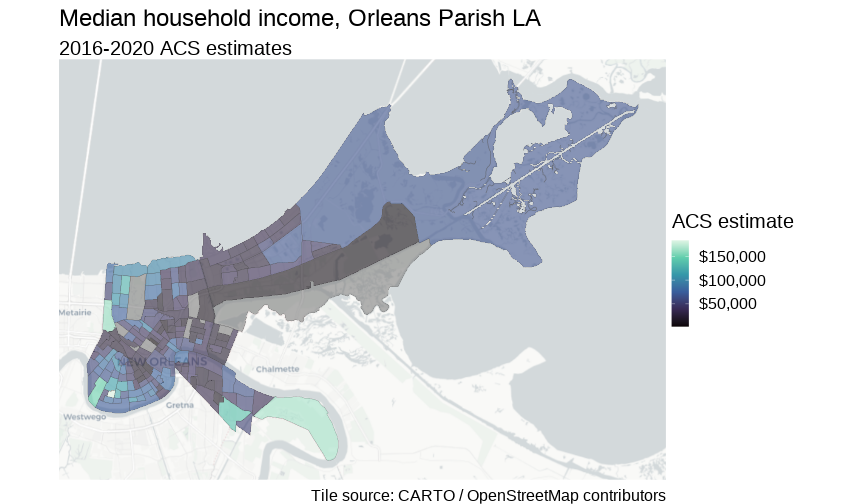 Median household income, Orleans Parish LA
2016-2020 ACS estimates
ACS estimate
$150,000
$100,000
$50,000
Metairie
NEW ORLEANS
Chalmette
Gretna
Westwego
Tile source: CARTO / OpenStreetMap contributors